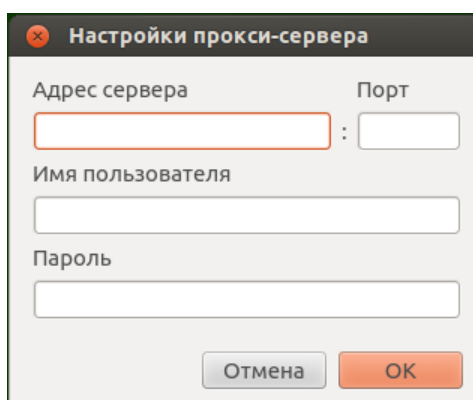 Настройки прокси-сервера
Адрес сервера Порт
:
Имя пользователя
Пароль
Отмена OK